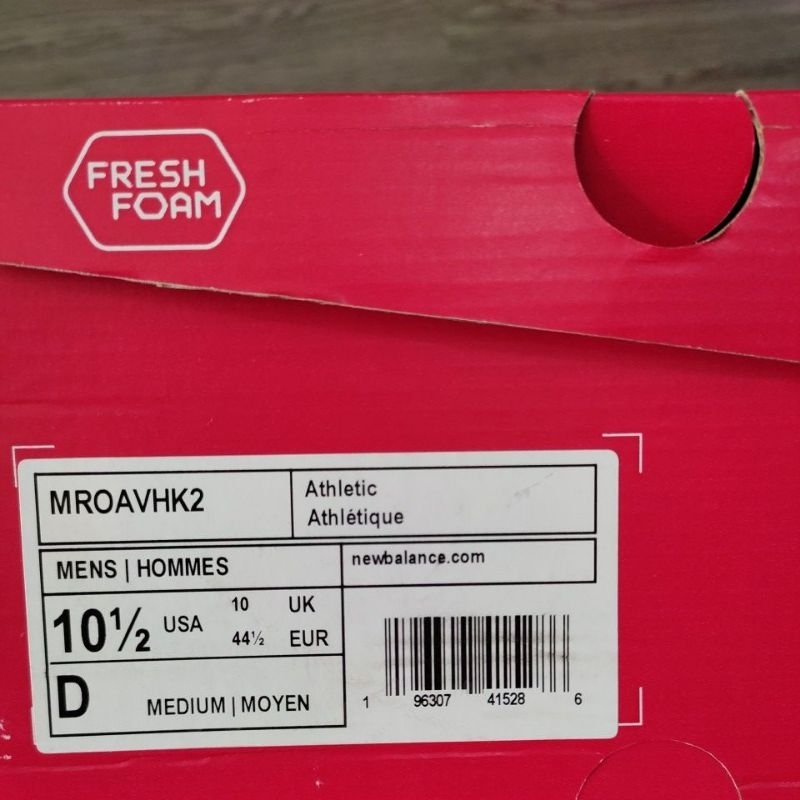 FRESH
FOAM
MROAVHK2
Athletic
Athlétique
MENS | HOMMES
newbalance.com
10½ USA
10 UK
44½ EUR
D MEDIUM | MOYEN
1 96307 41528 6